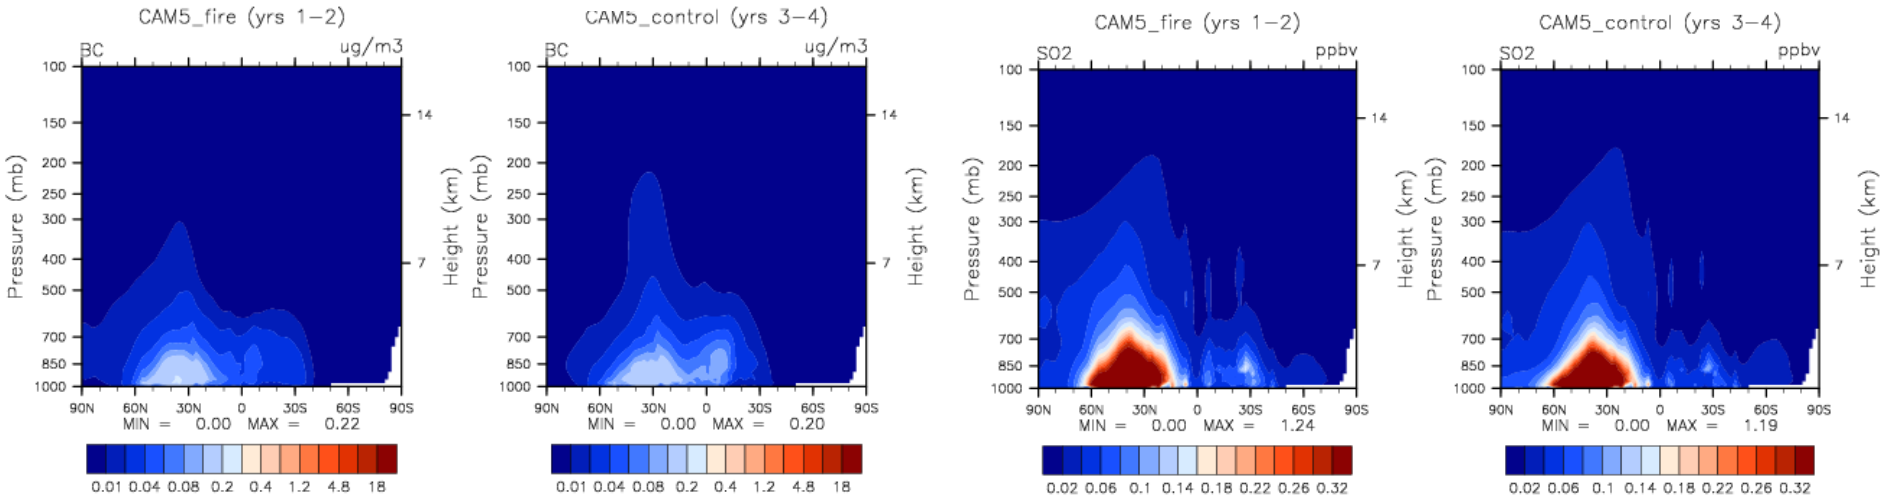 CAM5_fire (yrs 1-2)
BC ug/m3
100
150
200
250
300
400
500
700
850
1000
Pressure (mb)
14
7
Height (km)
90N 60N 30N 0 30S 60S 90S
MIN = 0.00 MAX = 0.22
0.01 0.04 0.08 0.2 0.4 1.2 4.8 18
CAM5_control (yrs 3-4)
BC ug/m3
100
150
200
250
300
400
500
700
850
1000
Pressure (mb)
14
7
Height (km)
90N 60N 30N 0 30S 60S 90S
MIN = 0.00 MAX = 0.20
0.01 0.04 0.08 0.2 0.4 1.2 4.8 18
CAM5_fire (yrs 1-2)
SO2 ppbv
100
150
200
250
300
400
500
700
850
1000
Pressure (mb)
14
7
Height (km)
90N 60N 30N 0 30S 60S 90S
MIN = 0.00 MAX = 1.24
0.02 0.06 0.1 0.14 0.18 0.22 0.26 0.32
CAM5_control (yrs 3-4)
SO2 ppbv
100
150
200
250
300
400
500
700
850
1000
Pressure (mb)
14
7
Height (km)
90N 60N 30N 0 30S 60S 90S
MIN = 0.00 MAX = 1.19
0.02 0.06 0.1 0.14 0.18 0.22 0.26 0.32